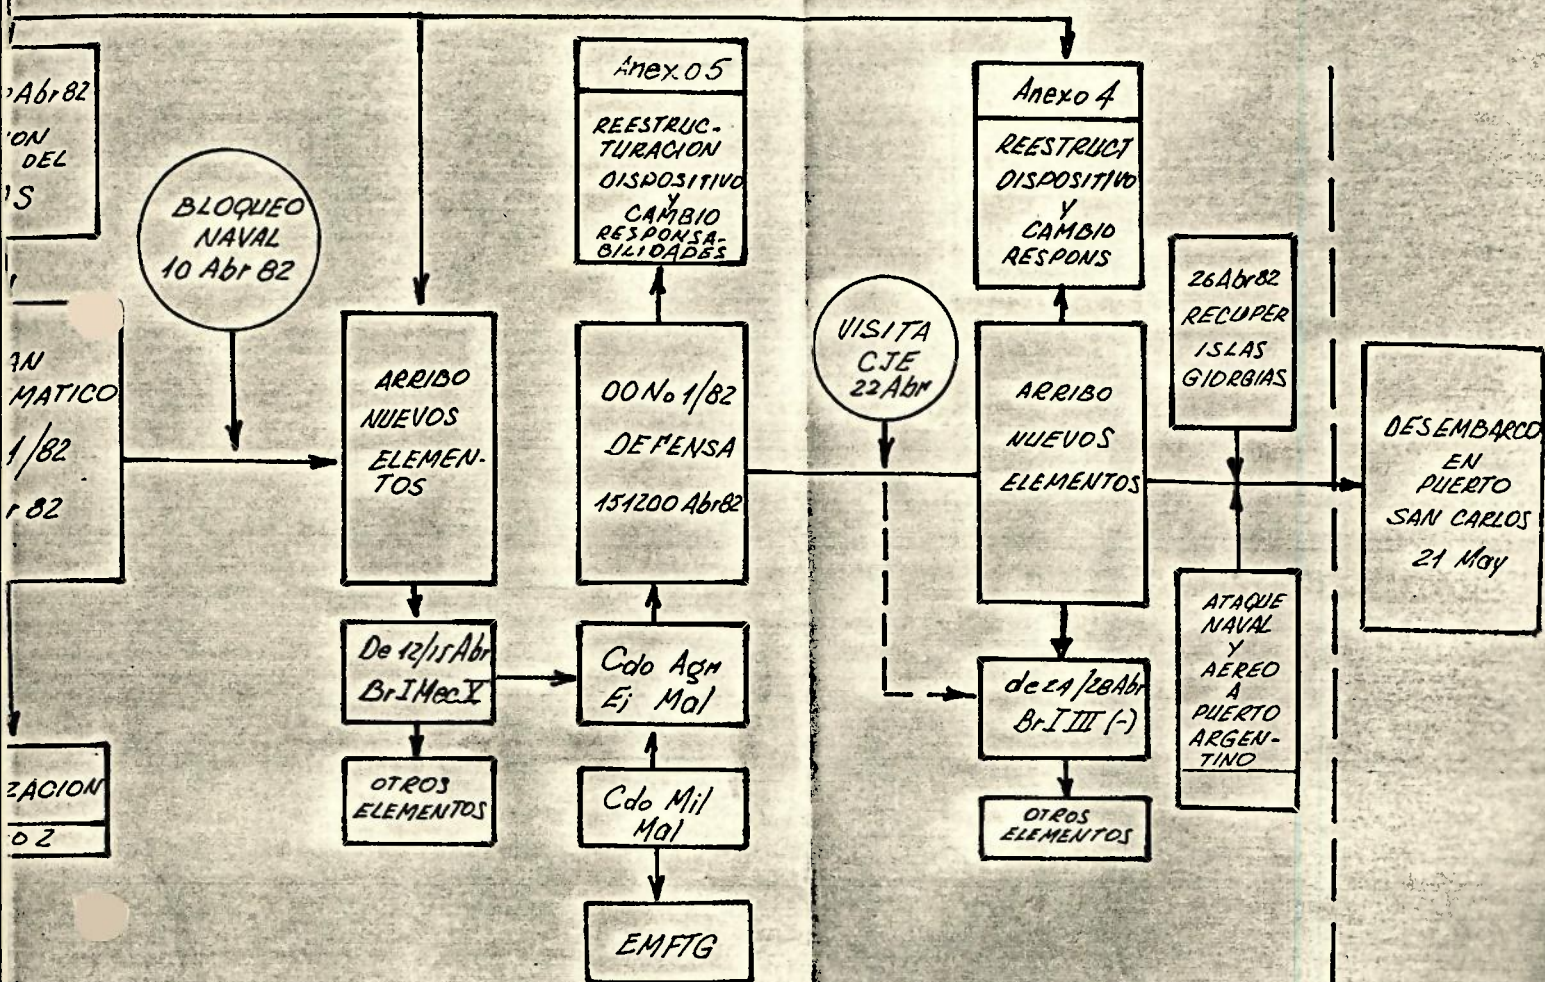 Abr 82
DEL
MATICO
1/82
82
ZACION
BLOQUEO
NAVAL
10 Abr 82
ARRIBO
NUEVOS
ELEMEN-
TOS
De 12/15 Abr
Br I Mec X
OTROS
ELEMENTOS
Anexo 5
REESTRUC-
TURACION
DISPOSITIVO
Y
CAMBIO
RESPONSA-
BILIDADES
OO No 1/82
DEFENSA
151200 Abr 82
Cdo Agr
Ej Mal
Cdo Mil
Mal
EMFTG
VISITA
CJE
22 Abr
Anexo 4
REESTRUCT
DISPOSITIVO
Y
CAMBIO
RESPONS
ARRIBO
NUEVOS
ELEMENTOS
de 24/28 Abr
Br I III (-)
OTROS
ELEMENTOS
26 Abr 82
RECUPER
ISLAS
GIORGIAS
ATAQUE
NAVAL
Y
AEREO
A
PUERTO
ARGEN-
TINO
DESEMBARCO
EN
PUERTO
SAN CARLOS
21 May